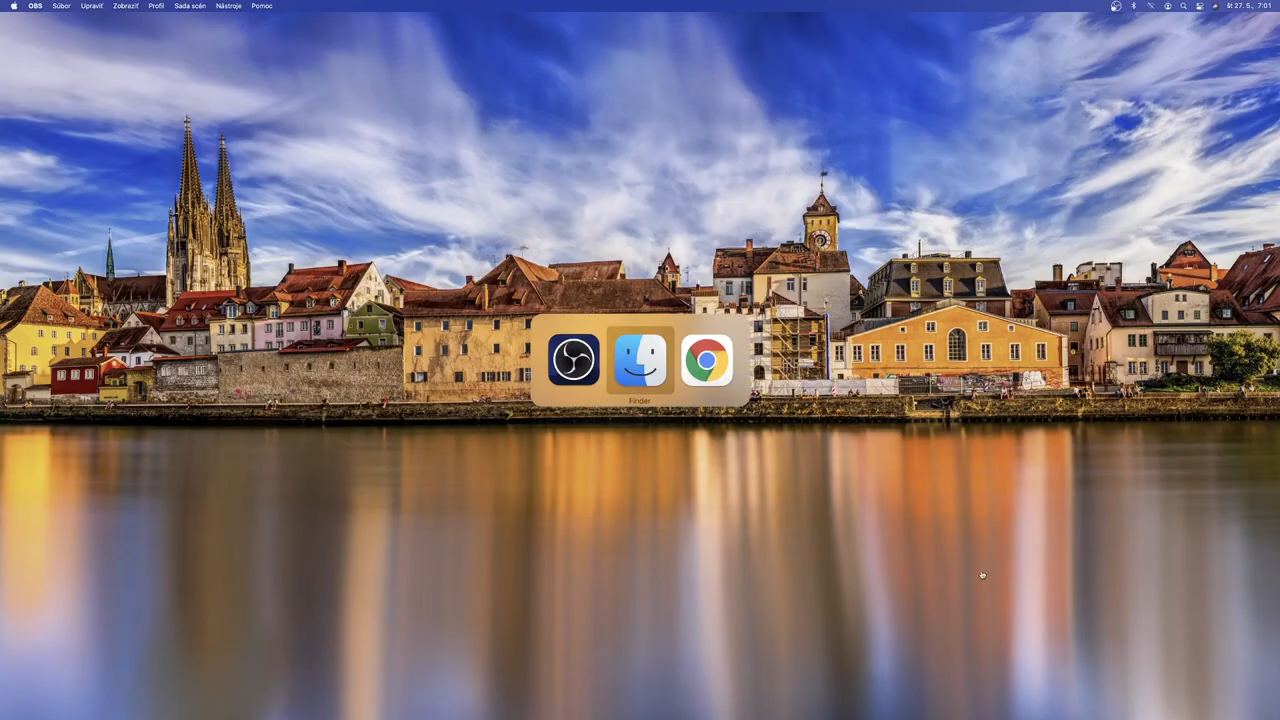 OBS Súbor Upraviť Zobraziť Profil Sada scén Nástroje Pomoc
št 27. 5., 7:01
Finder